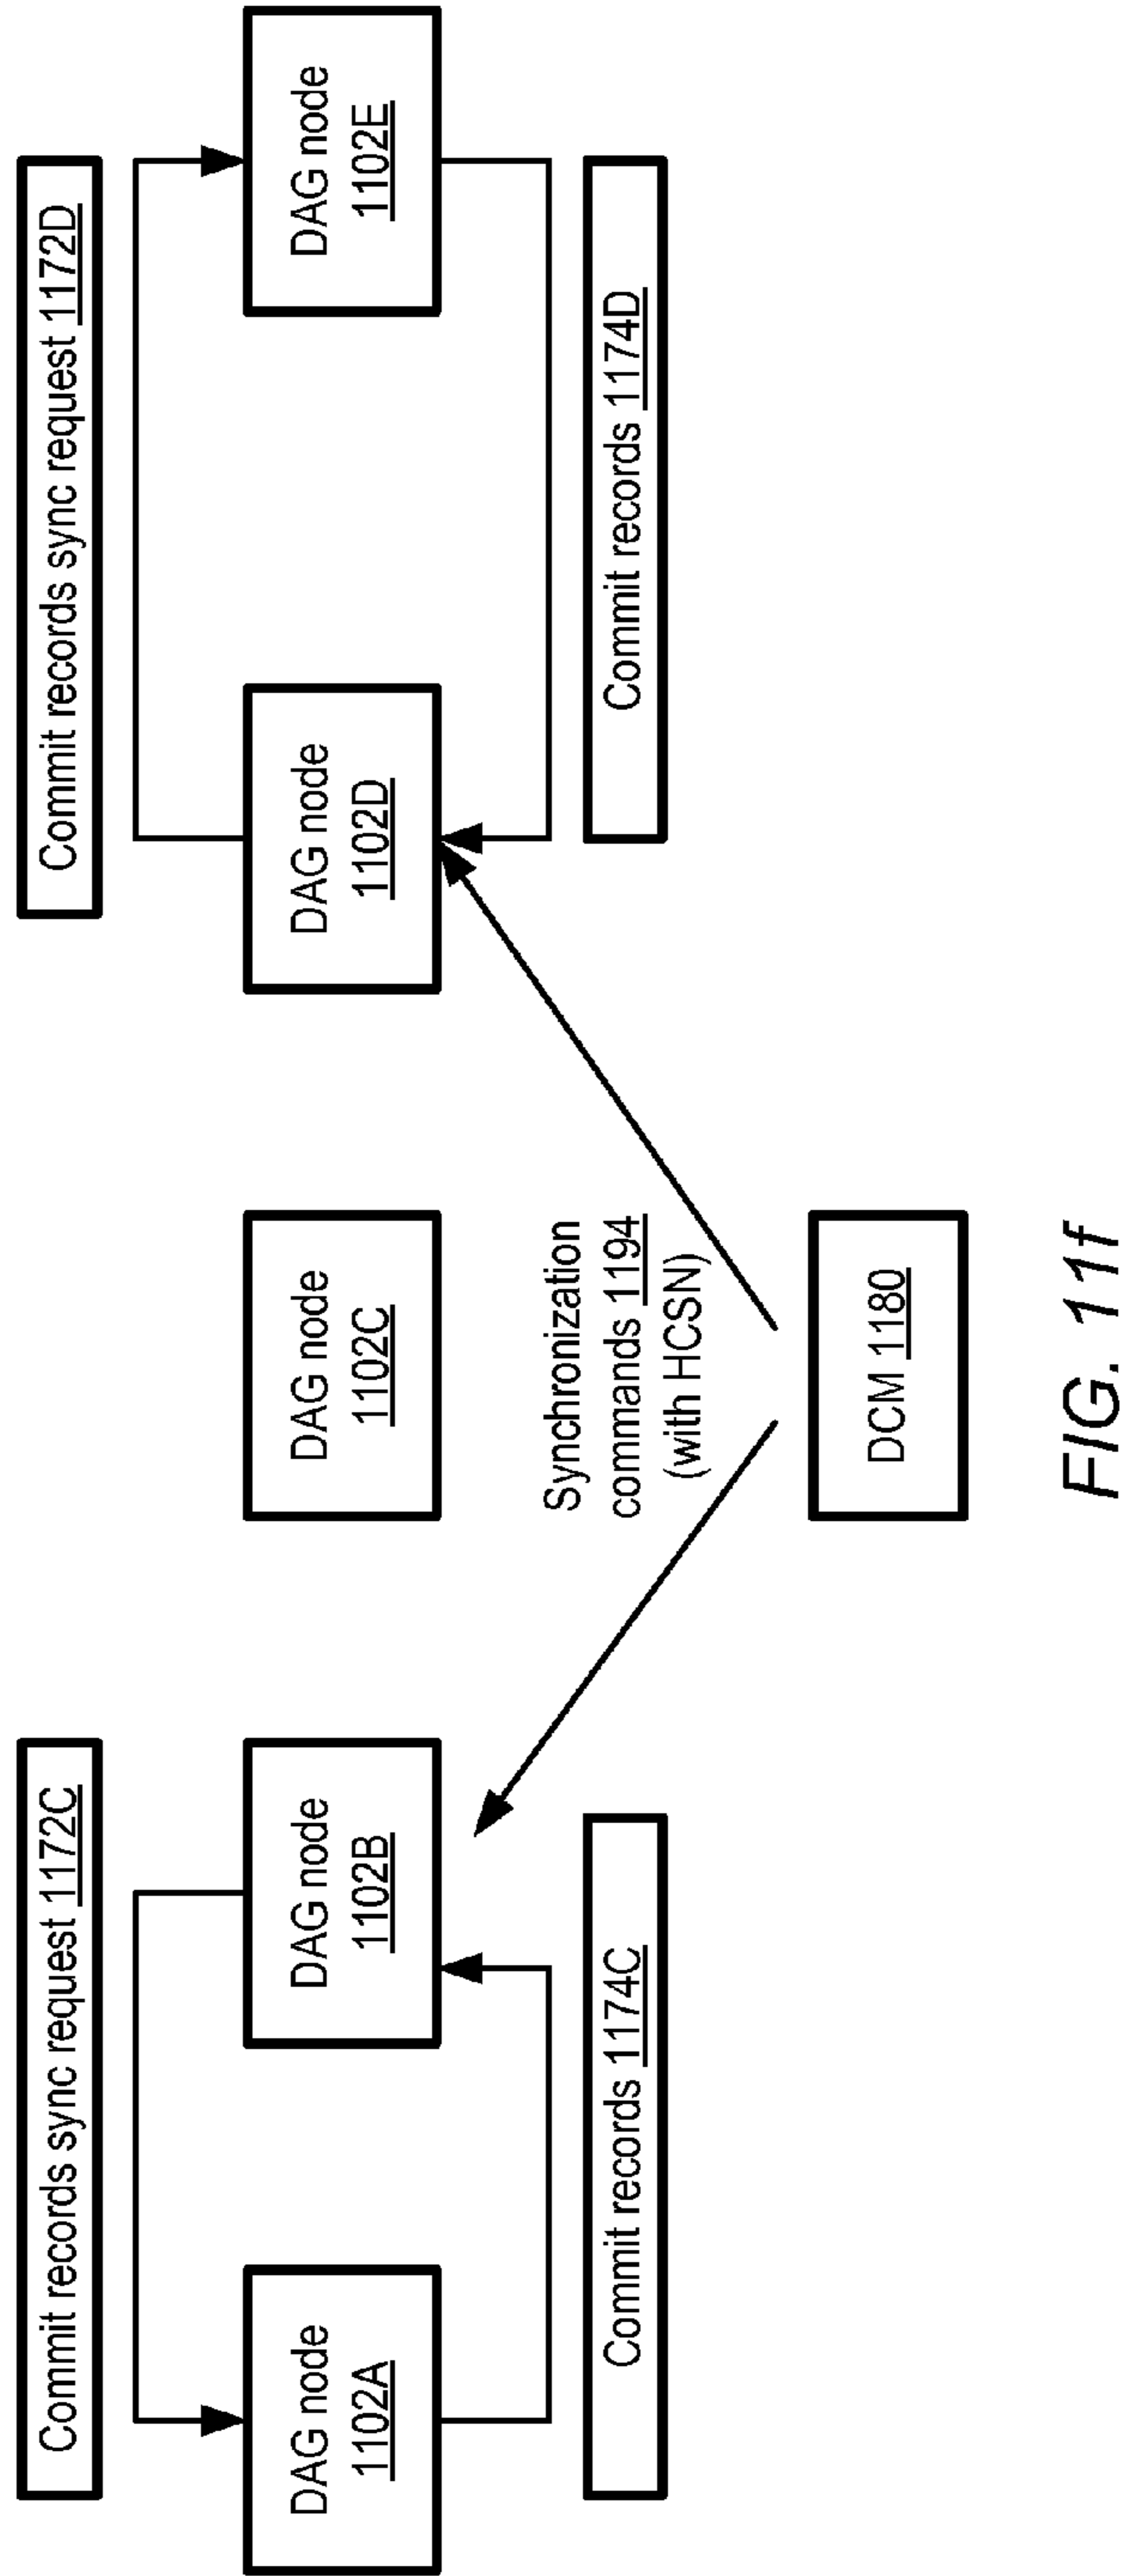 Commit records sync request 1172C
Commit records sync request 1172D
DAG node
1102A
DAG node
1102B
DAG node
1102C
DAG node
1102D
DAG node
1102E
Synchronization
commands 1194
(with HCSN)
Commit records 1174C
Commit records 1174D
DCM 1180
FIG. 11f